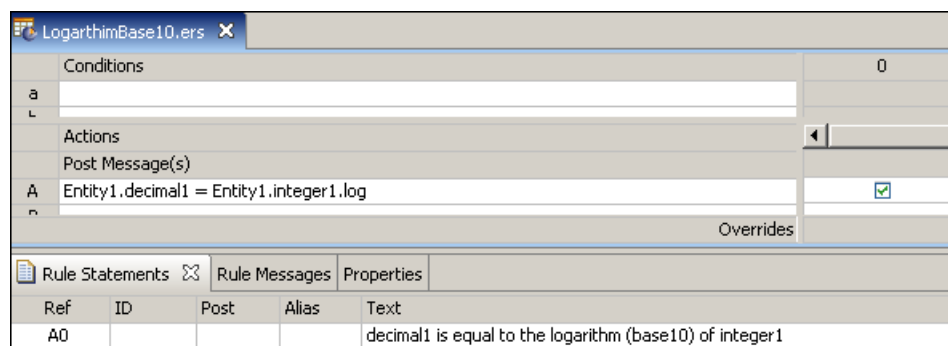 LogarthimBase10.ers
Conditions 0
a
Actions
Post Message(s)
A Entity1.decimal1 = Entity1.integer1.log
Overrides
Rule Statements Rule Messages Properties
Ref ID Post Alias Text
A0 decimal1 is equal to the logarithm (base10) of integer1